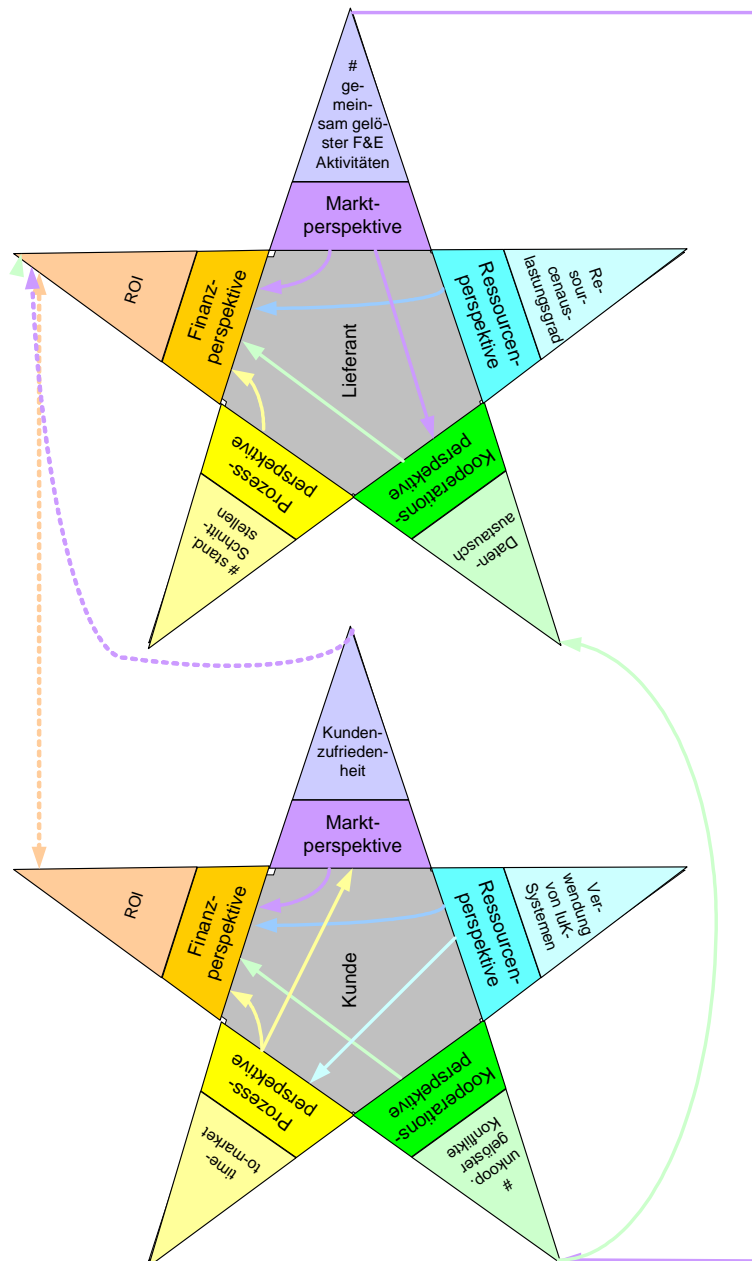 #
ge-
mein-
sam gelö-
ster F&E
Aktivitäten
Markt-
perspektive
ROI
Finanz-
perspektive
Lieferant
Ressourcen-
perspektive
Re-
sour-
cenaus-
lastungsgrad
Prozess-
perspektive
# stand.
Schnitt-
stellen
Kooperations-
perspektive
Daten-
austausch
Kunden-
zufrieden-
heit
Markt-
perspektive
ROI
Finanz-
perspektive
Kunde
Ressourcen-
perspektive
Ver-
wendung
von IuK-
Systemen
Prozess-
perspektive
time-
to-market
Kooperations-
perspektive
#
unkoop.
gelöster
Konflikte